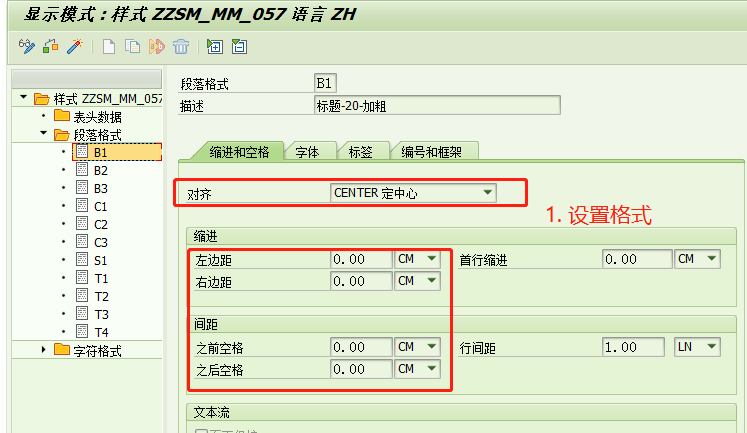 显示模式：样式 ZZSM_MM_057 语言 ZH
段落格式 B1
描述 标题-20-加粗
样式 ZZSM_MM_057
表头数据
段落格式
B1
B2
B3
C1
C2
C3
S1
T1
T2
T3
T4
字符格式
缩进和空格 字体 标签 编号和框架
对齐 CENTER 定中心
1. 设置格式
缩进
左边距 0.00 CM 首行缩进 0.00 CM
右边距 0.00 CM
间距
之前空格 0.00 CM 行间距 1.00 LN
之后空格 0.00 CM
文本流